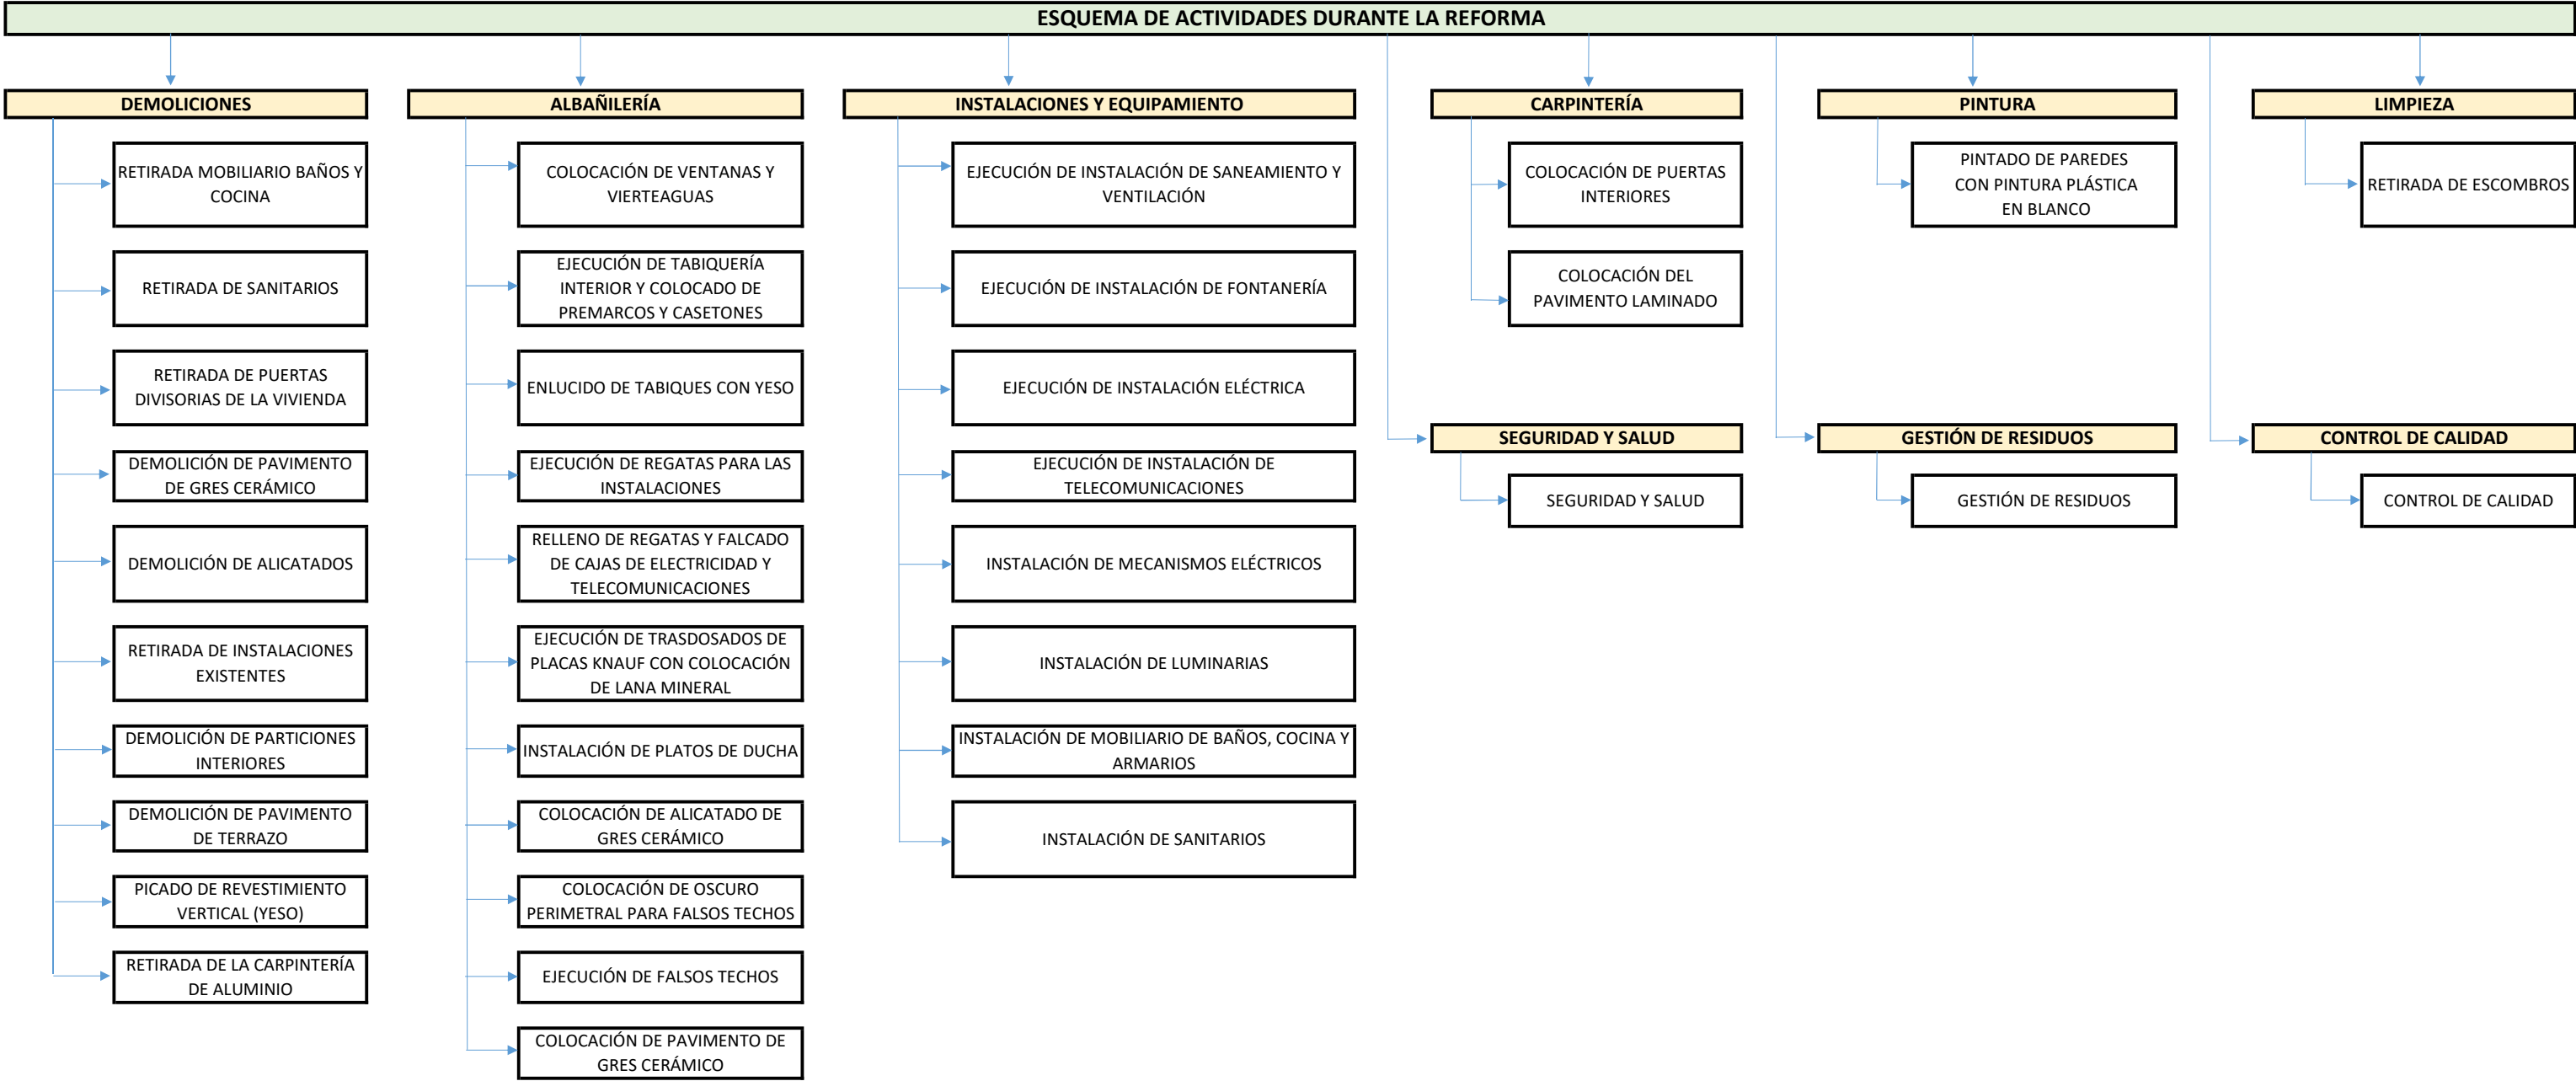 ESQUEMA DE ACTIVIDADES DURANTE LA REFORMA
DEMOLICIONES
RETIRADA MOBILIARIO BAÑOS Y
COCINA
RETIRADA DE SANITARIOS
RETIRADA DE PUERTAS
DIVISORIAS DE LA VIVIENDA
DEMOLICIÓN DE PAVIMENTO
DE GRES CERÁMICO
DEMOLICIÓN DE ALICATADOS
RETIRADA DE INSTALACIONES
EXISTENTES
DEMOLICIÓN DE PARTICIONES
INTERIORES
DEMOLICIÓN DE PAVIMENTO
DE TERRAZO
PICADO DE REVESTIMIENTO
VERTICAL (YESO)
RETIRADA DE LA CARPINTERÍA
DE ALUMINIO
ALBAÑILERÍA
COLOCACIÓN DE VENTANAS Y
VIERTEAGUAS
EJECUCIÓN DE TABIQUERÍA
INTERIOR Y COLOCADO DE
PREMARCOS Y CASETONES
ENLUCIDO DE TABIQUES CON YESO
EJECUCIÓN DE REGATAS PARA LAS
INSTALACIONES
RELLENO DE REGATAS Y FALCADO
DE CAJAS DE ELECTRICIDAD Y
TELECOMUNICACIONES
EJECUCIÓN DE TRASDOSADOS DE
PLACAS KNAUF CON COLOCACIÓN
DE LANA MINERAL
INSTALACIÓN DE PLATOS DE DUCHA
COLOCACIÓN DE ALICATADO DE
GRES CERÁMICO
COLOCACIÓN DE OSCURO
PERIMETRAL PARA FALSOS TECHOS
EJECUCIÓN DE FALSOS TECHOS
COLOCACIÓN DE PAVIMENTO DE
GRES CERÁMICO
INSTALACIONES Y EQUIPAMIENTO
EJECUCIÓN DE INSTALACIÓN DE SANEAMIENTO Y
VENTILACIÓN
EJECUCIÓN DE INSTALACIÓN DE FONTANERÍA
EJECUCIÓN DE INSTALACIÓN ELÉCTRICA
EJECUCIÓN DE INSTALACIÓN DE
TELECOMUNICACIONES
INSTALACIÓN DE MECANISMOS ELÉCTRICOS
INSTALACIÓN DE LUMINARIAS
INSTALACIÓN DE MOBILIARIO DE BAÑOS, COCINA Y
ARMARIOS
INSTALACIÓN DE SANITARIOS
CARPINTERÍA
COLOCACIÓN DE PUERTAS
INTERIORES
COLOCACIÓN DEL
PAVIMENTO LAMINADO
SEGURIDAD Y SALUD
SEGURIDAD Y SALUD
PINTURA
PINTADO DE PAREDES
CON PINTURA PLÁSTICA
EN BLANCO
GESTIÓN DE RESIDUOS
GESTIÓN DE RESIDUOS
LIMPIEZA
RETIRADA DE ESCOMBROS
CONTROL DE CALIDAD
CONTROL DE CALIDAD